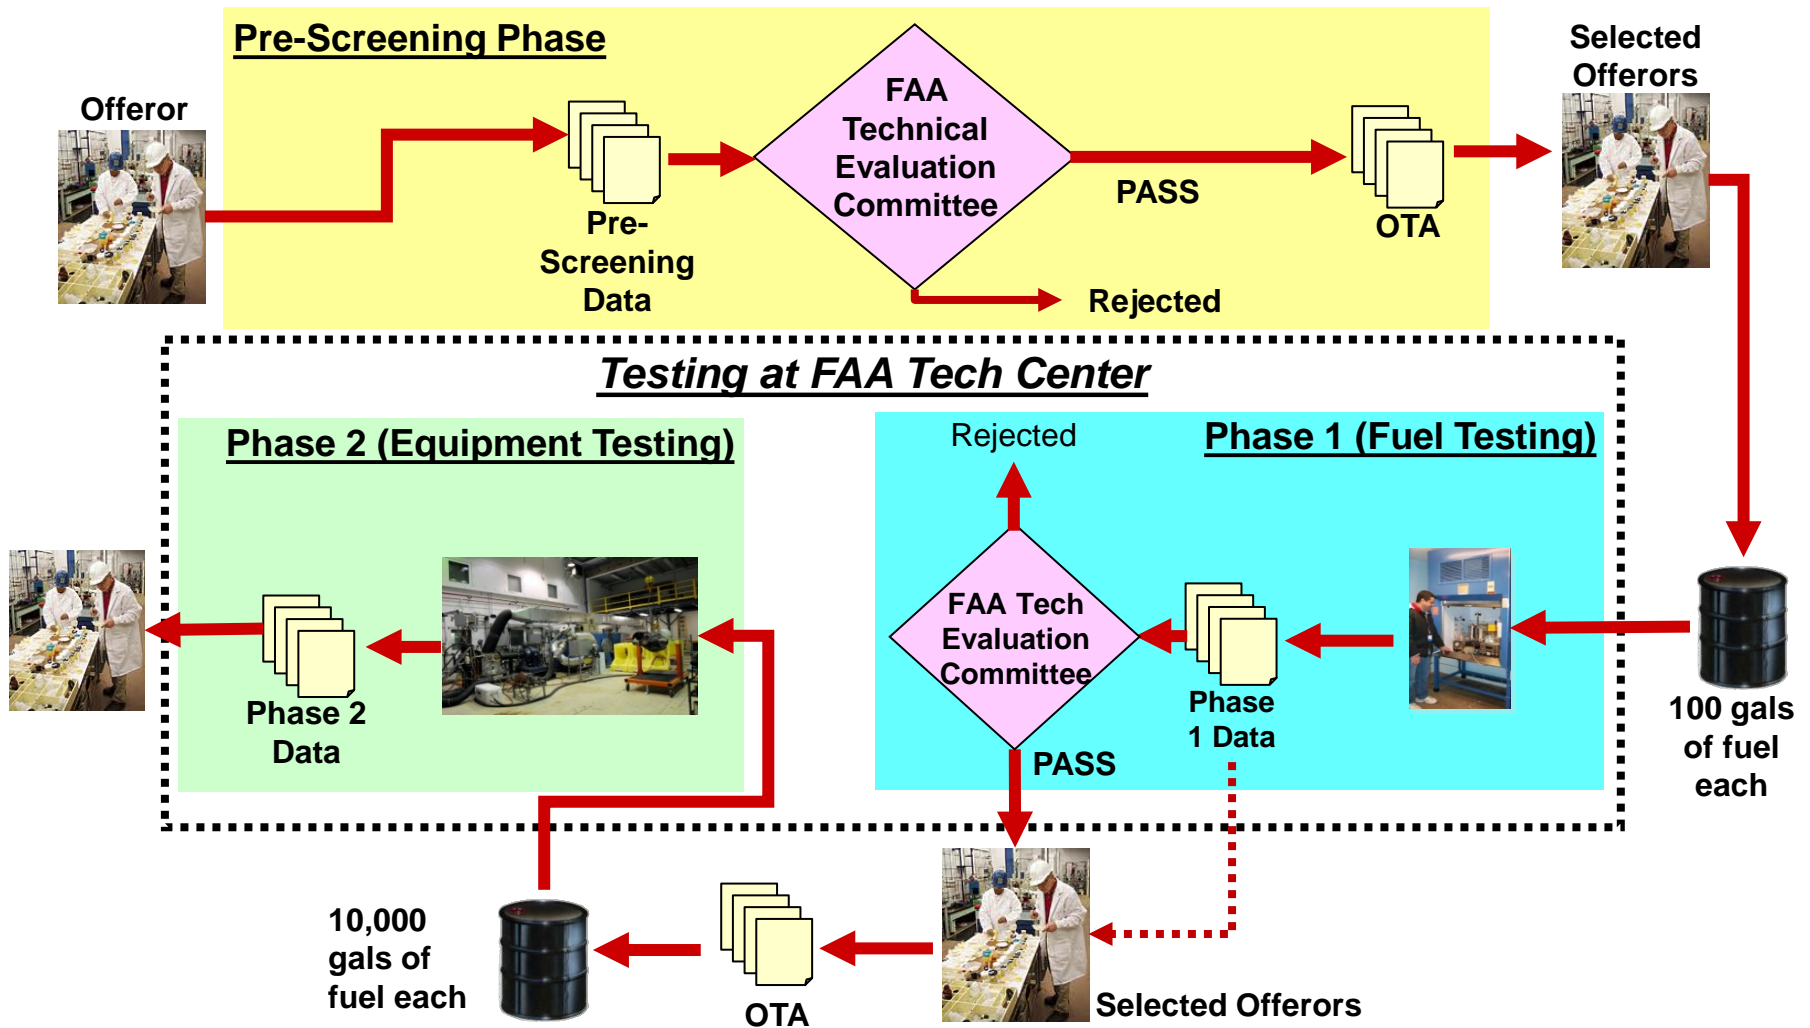 Pre-Screening Phase
Offeror
FAA
Technical
Evaluation
Committee
Selected
Offerors
PASS
Pre-
Screening
Data
OTA
Rejected
Testing at FAA Tech Center
Phase 2 (Equipment Testing)
Rejected
Phase 1 (Fuel Testing)
FAA Tech
Evaluation
Committee
Phase
1 Data
Phase 2
Data
PASS
100 gals
of fuel
each
10,000
gals of
fuel each
OTA
Selected Offerors